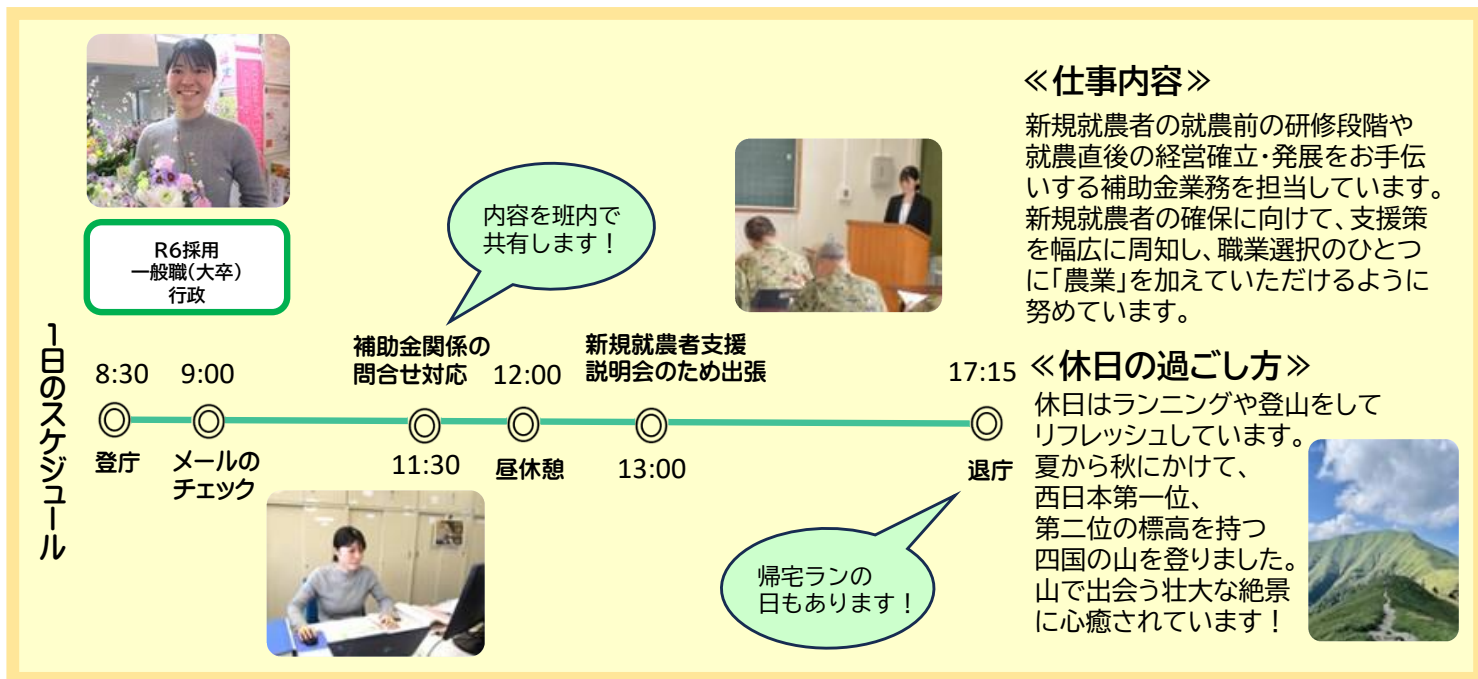 R6採用
一般職(大卒)
行政
1日のスケジュール
8:30
登庁
9:00
メールの
チェック
内容を班内で
共有します！
補助金関係の
問合せ対応
11:30
12:00
昼休憩
新規就農者支援
説明会のため出張
13:00
17:15
退庁
帰宅ランの
日もあります！
≪仕事内容≫
新規就農者の就農前の研修段階や
就農直後の経営確立・発展をお手伝
いする補助金業務を担当しています。
新規就農者の確保に向けて、支援策
を幅広に周知し、職業選択のひとつ
に「農業」を加えていただけるように
努めています。
≪休日の過ごし方≫
休日はランニングや登山をして
リフレッシュしています。
夏から秋にかけて、
西日本第一位、
第二位の標高を持つ
四国の山を登りました。
山で出会う壮大な絶景
に心癒されています！